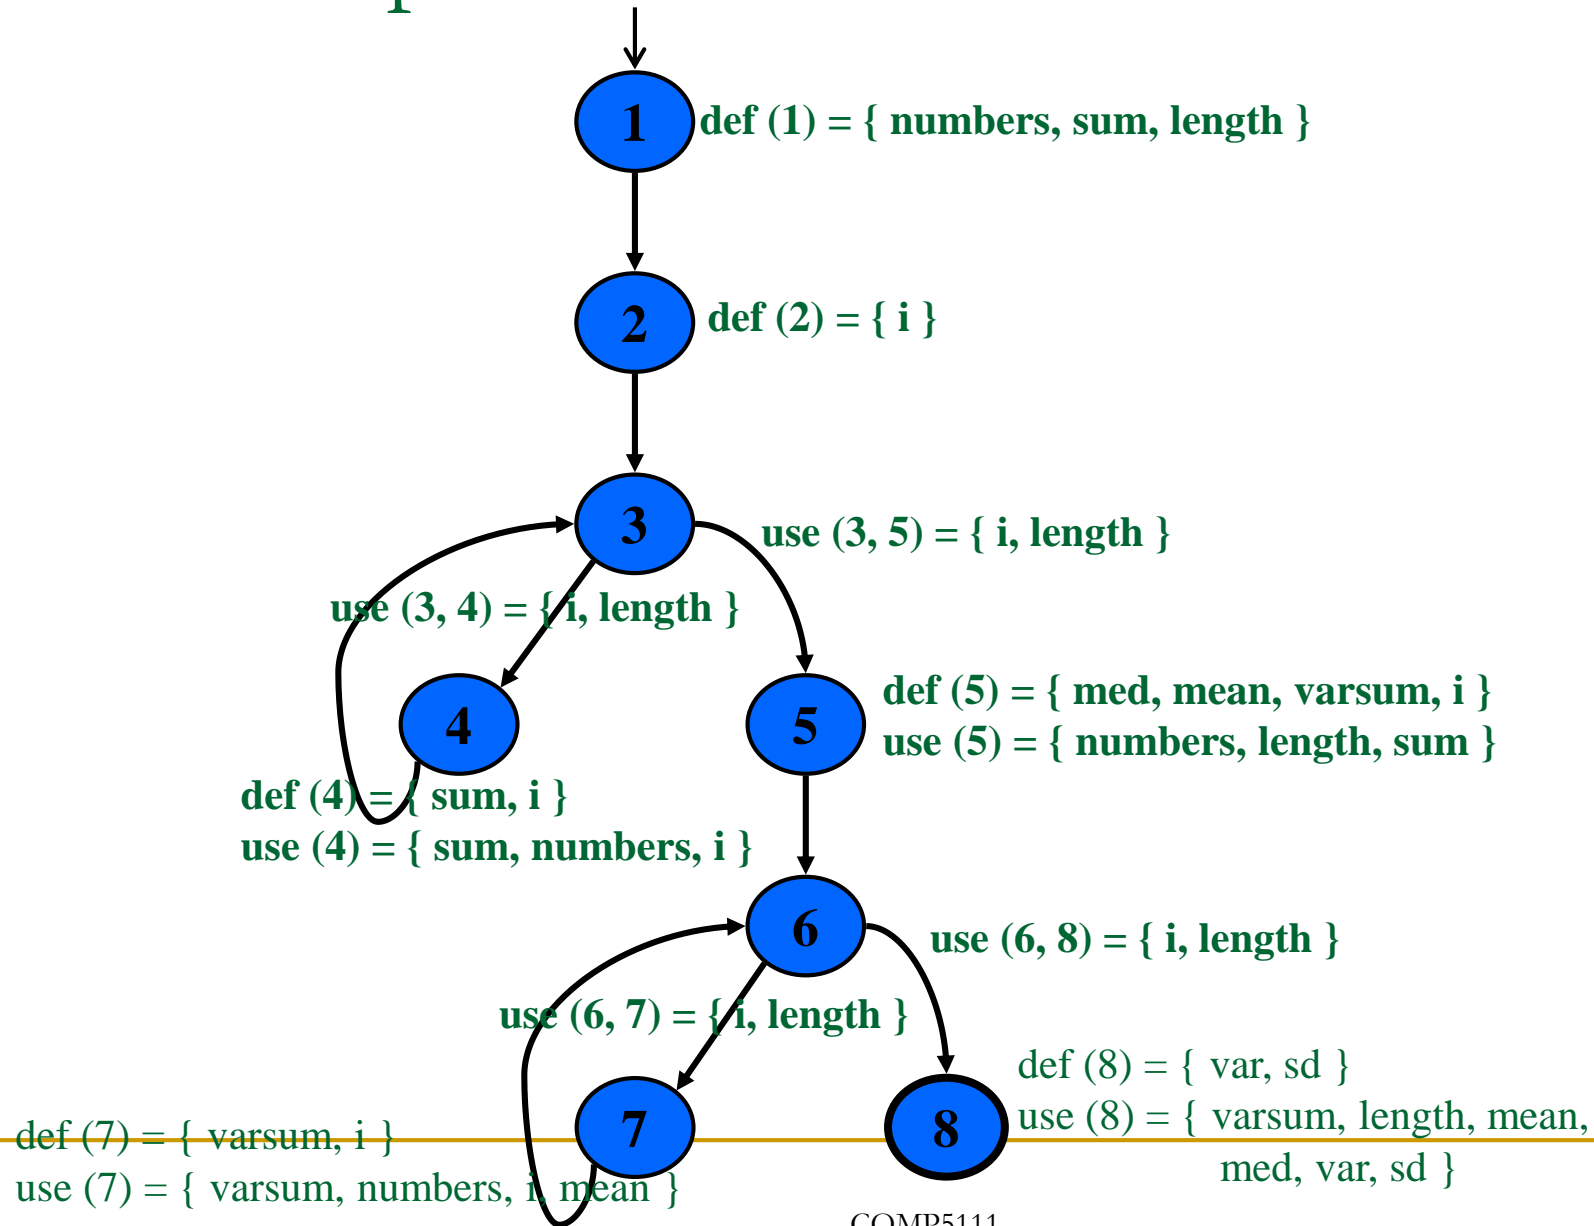 1
def (1) = { numbers, sum, length }
2
def (2) = { i }
3
use (3, 5) = { i, length }
use (3, 4) = { i, length }
4
5
def (5) = { med, mean, varsum, i }
use (5) = { numbers, length, sum }
def (4) = { sum, i }
use (4) = { sum, numbers, i }
6
use (6, 8) = { i, length }
use (6, 7) = { i, length }
7
8
def (8) = { var, sd }
use (8) = { varsum, length, mean,
med, var, sd }
def (7) = { varsum, i }
use (7) = { varsum, numbers, i, mean }
COMP5111